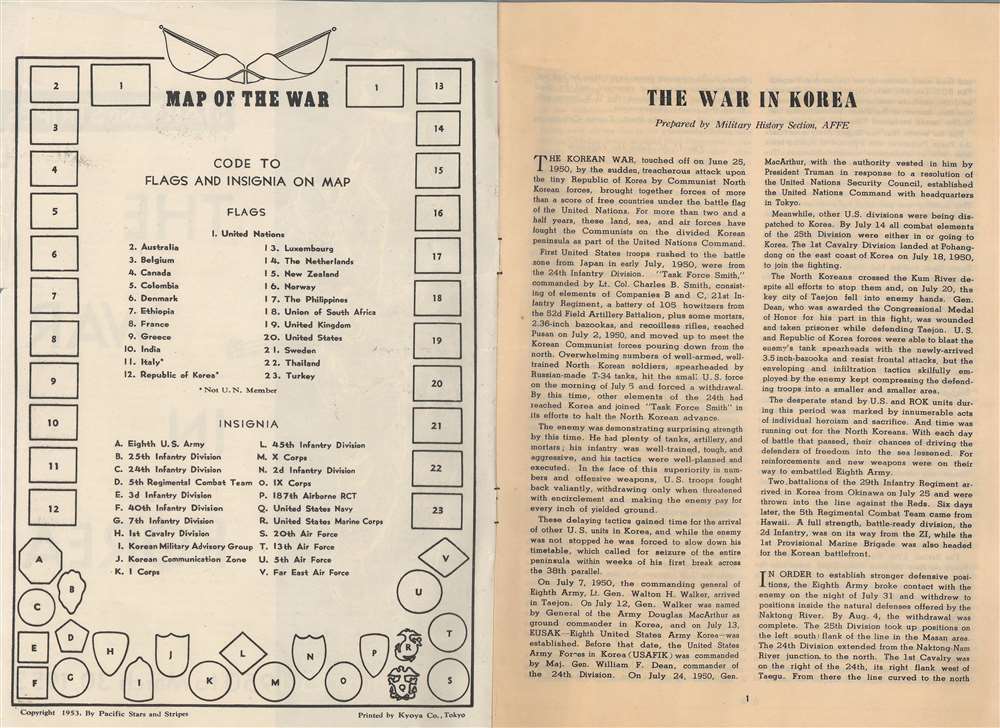 1
MAP OF THE WAR
1
2
3
4
5
6
7
8
9
10
11
12
13
14
15
16
17
18
19
20
21
22
23
CODE TO
FLAGS AND INSIGNIA ON MAP
FLAGS
1. United Nations
2. Australia
3. Belgium
4. Canada
5. Colombia
6. Denmark
7. Ethiopia
8. France
9. Greece
10. India
11. Italy*
12. Republic of Korea*
13. Luxembourg
14. The Netherlands
15. New Zealand
16. Norway
17. The Philippines
18. Union of South Africa
19. United Kingdom
20. United States
21. Sweden
22. Thailand
23. Turkey
*Not U.N. Member
INSIGNIA
A. Eighth U.S. Army
B. 25th Infantry Division
C. 24th Infantry Division
D. 5th Regimental Combat Team
E. 3d Infantry Division
F. 40th Infantry Division
G. 7th Infantry Division
H. 1st Cavalry Division
I. Korean Military Advisory Group
J. Korean Communication Zone
K. I Corps
L. 45th Infantry Division
M. X Corps
N. 2d Infantry Division
O. IX Corps
P. 187th Airborne RCT
Q. United States Navy
R. United States Marine Corps
S. 20th Air Force
T. 13th Air Force
U. 5th Air Force
V. Far East Air Force
A
B
C
D
E
F
G
H
I
J
K
L
M
N
O
P
Q
R
S
T
U
V
Copyright 1953, By Pacific Stars and Stripes
Printed by Kyoya Co., Tokyo
THE WAR IN KOREA
Prepared by Military History Section, AFFE
THE KOREAN WAR, touched off on June 25,
1950, by the sudden, treacherous attack upon
the tiny Republic of Korea by Communist North
Korean forces, brought together forces of more
than a score of free countries under the battle flag
of the United Nations. For more than two and a
half years, these land, sea, and air forces have
fought the Communists on the divided Korean
peninsula as part of the United Nations Command.
First United States troops rushed to the battle
zone from Japan in early July, 1950, were from
the 24th Infantry Division. "Task Force Smith,"
commanded by Lt. Col. Charles B. Smith, consist-
ing of elements of Companies B and C, 21st In-
fantry Regiment, a battery of 105 howitzers from
the 52d Field Artillery Battalion, plus some mortars,
2.36-inch bazookas, and recoilless rifles, reached
Pusan on July 2, 1950, and moved up to meet the
Korean Communist forces pouring down from the
north. Overwhelming numbers of well-armed, well-
trained North Korean soldiers, spearheaded by
Russian-made T-34 tanks, hit the small U.S. force
on the morning of July 5 and forced a withdrawal.
By this time, other elements of the 24th had
reached Korea and joined "Task Force Smith" in
its efforts to halt the North Korean advance.
The enemy was demonstrating surprising strength
by this time. He had plenty of tanks, artillery, and
mortars; his infantry was well-trained, tough, and
aggressive, and his tactics were well-planned and
executed. In the face of this superiority in num-
bers and offensive weapons, U.S. troops fought
back valiantly, withdrawing only when threatened
with encirclement and making the enemy pay for
every inch of yielded ground.
These delaying tactics gained time for the arrival
of other U.S. units in Korea, and while the enemy
was not stopped he was forced to slow down his
timetable, which called for seizure of the entire
peninsula within weeks of his first break across
the 38th parallel.
On July 7, 1950, the commanding general of
Eighth Army, Lt. Gen. Walton H. Walker, arrived
in Taejon. On July 12, Gen. Walker was named
by General of the Army Douglas MacArthur as
ground commander in Korea, and on July 13,
EUSAK—Eighth United States Army Korea—was
established. Before that date, the United States
Army Forces in Korea (USAFIK) was commanded
by Maj. Gen. William F. Dean, commander of
the 24th Division. On July 24, 1950, Gen.
MacArthur, with the authority vested in him by
President Truman in response to a resolution of
the United Nations Security Council, established
the United Nations Command with headquarters
in Tokyo.
Meanwhile, other U.S. divisions were being dis-
patched to Korea. By July 14 all combat elements
of the 25th Division were either in or going to
Korea. The 1st Cavalry Division landed at Pohang-
dong on the east coast of Korea on July 18, 1950,
to join the fighting.
The North Koreans crossed the Kum River de-
spite all efforts to stop them and, on July 20, the
key city of Taejon fell into enemy hands. Gen.
Dean, who was awarded the Congressional Medal
of Honor for his part in this fight, was wounded
and taken prisoner while defending Taejon. U.S.
and Republic of Korea forces were able to blast the
enemy's tank spearheads with the newly-arrived
3.5 inch-bazooka and resist frontal attacks, but the
enveloping and infiltration tactics skilfully em-
ployed by the enemy kept compressing the defend-
ing troops into a smaller and smaller area.
The desperate stand by U.S. and ROK units dur-
ing this period was marked by innumerable acts
of individual heroism and sacrifice. And time was
running out for the North Koreans. With each day
of battle that passed, their chances of driving the
defenders of freedom into the sea lessened. For
reinforcements and new weapons were on their
way to embattled Eighth Army.
Two battalions of the 29th Infantry Regiment ar-
rived in Korea from Okinawa on July 25 and were
thrown into the line against the Reds. Six days
later, the 5th Regimental Combat Team came from
Hawaii. A full strength, battle-ready division, the
2d Infantry, was on its way from the ZI, while the
1st Provisional Marine Brigade was also headed
for the Korean battlefront.
IN ORDER to establish stronger defensive posi-
tions, the Eighth Army broke contact with the
enemy on the night of July 31 and withdrew to
positions inside the natural defenses offered by the
Naktong River. By Aug. 4, the withdrawal was
complete. The 25th Division took up positions on
the left south flank of the line in the Masan area.
The 24th Division extended from the Naktong-Nam
River junction, to the north. The 1st Cavalry was
on the right of the 24th, its right flank west of
Taegu. From there the line curved to the north
1